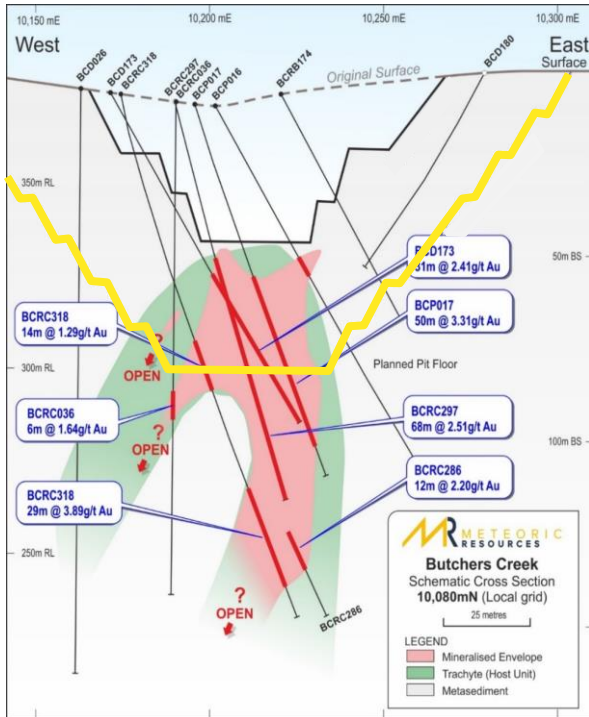 10,150 mE
10,200 mE
10,250 mE
10,300 mE
West
East
BCD026
BCD173
BCRC318
BCRC297
BCRC036
BCP017
BCP016
BCRB174
BCD180
Original Surface
Surface
350m RL
50m BS
BCD173
31m @ 2.41g/t Au
BCRC318
14m @ 1.29g/t Au
BCP017
50m @ 3.31g/t Au
?
OPEN
300m RL
Planned Pit Floor
BCRC036
6m @ 1.64g/t Au
BCRC297
68m @ 2.51g/t Au
?
OPEN
100m BS
BCRC286
12m @ 2.20g/t Au
BCRC318
29m @ 3.89g/t Au
250m RL
?
OPEN
BCRC286
METEORIC
RESOURCES
Butchers Creek
Schematic Cross Section
10,080mN (Local grid)
25 metres
LEGEND
Mineralised Envelope
Trachyte (Host Unit)
Metasediment